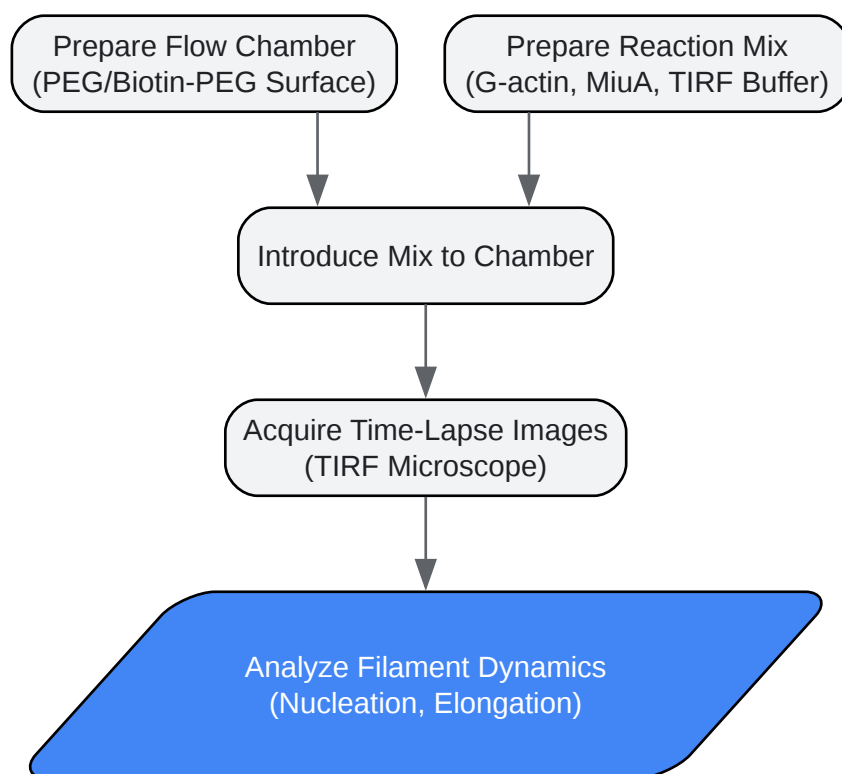 Prepare Flow Chamber
(PEG/Biotin-PEG Surface)
Prepare Reaction Mix
(G-actin, MiuA, TIRF Buffer)
Introduce Mix to Chamber
Acquire Time-Lapse Images
(TIRF Microscope)
Analyze Filament Dynamics
(Nucleation, Elongation)